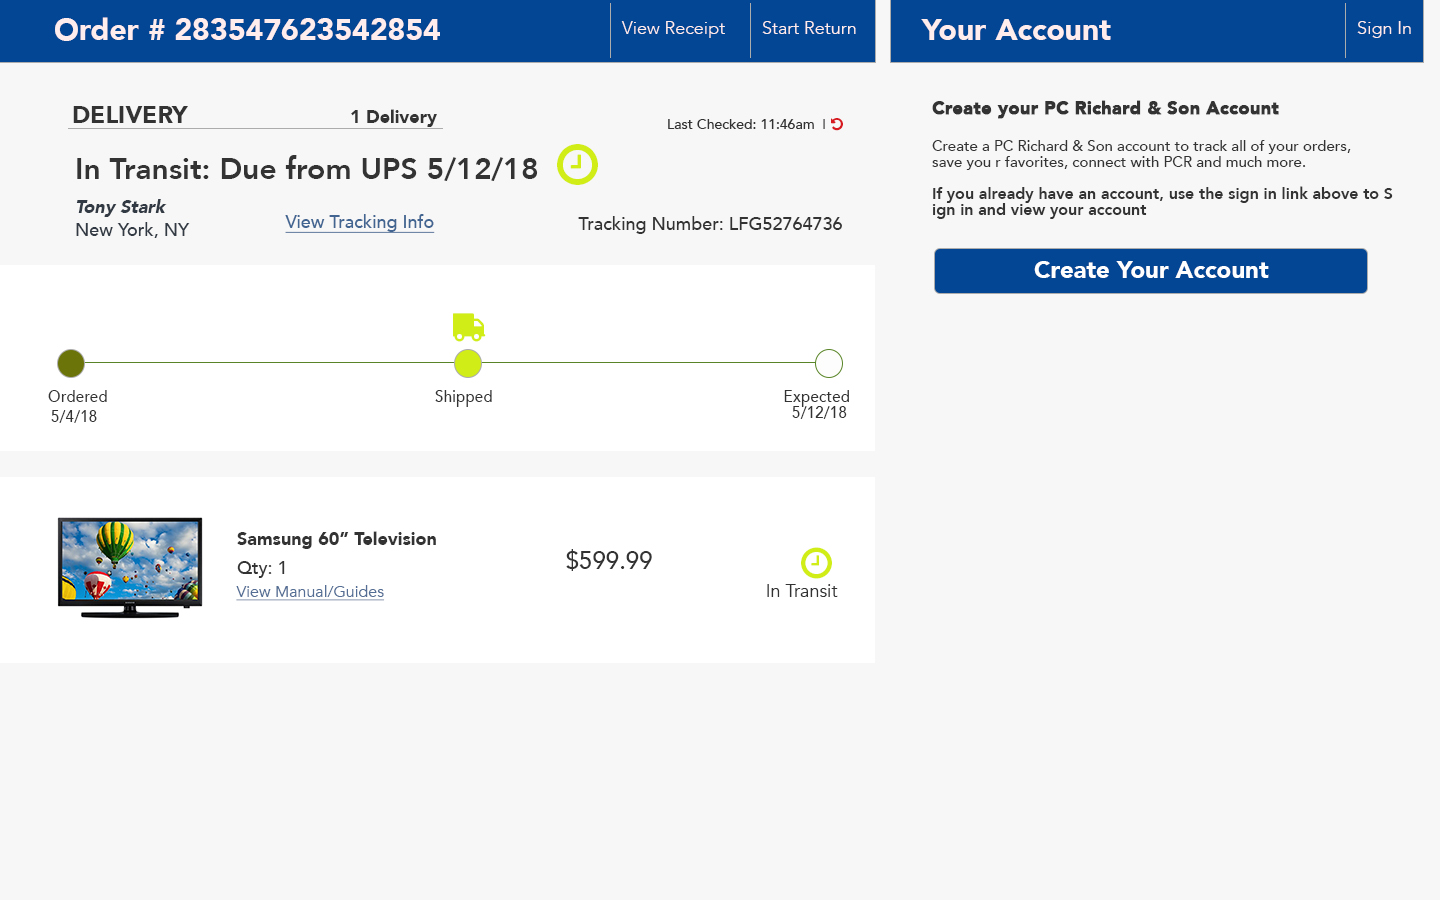 Order # 283547623542854
View Receipt
Start Return
Your Account
Sign In
DELIVERY
1 Delivery
Last Checked: 11:46am |
In Transit: Due from UPS 5/12/18
Tony Stark
New York, NY
View Tracking Info
Tracking Number: LFG52764736
Ordered
5/4/18
Shipped
Expected
5/12/18
Samsung 60” Television
Qty: 1
View Manual/Guides
$599.99
In Transit
Create your PC Richard & Son Account
Create a PC Richard & Son account to track all of your orders,
save you r favorites, connect with PCR and much more.
If you already have an account, use the sign in link above to S
ign in and view your account
Create Your Account